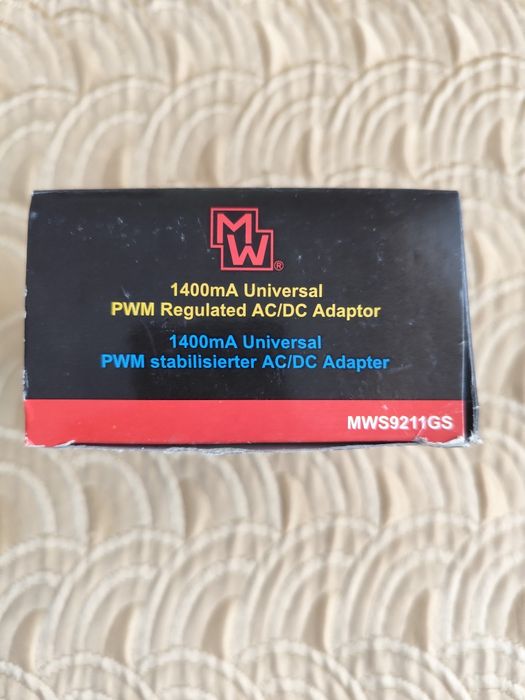 MW®
1400mA Universal
PWM Regulated AC/DC Adaptor
1400mA Universal
PWM stabilisierter AC/DC Adapter
MWS9211GS